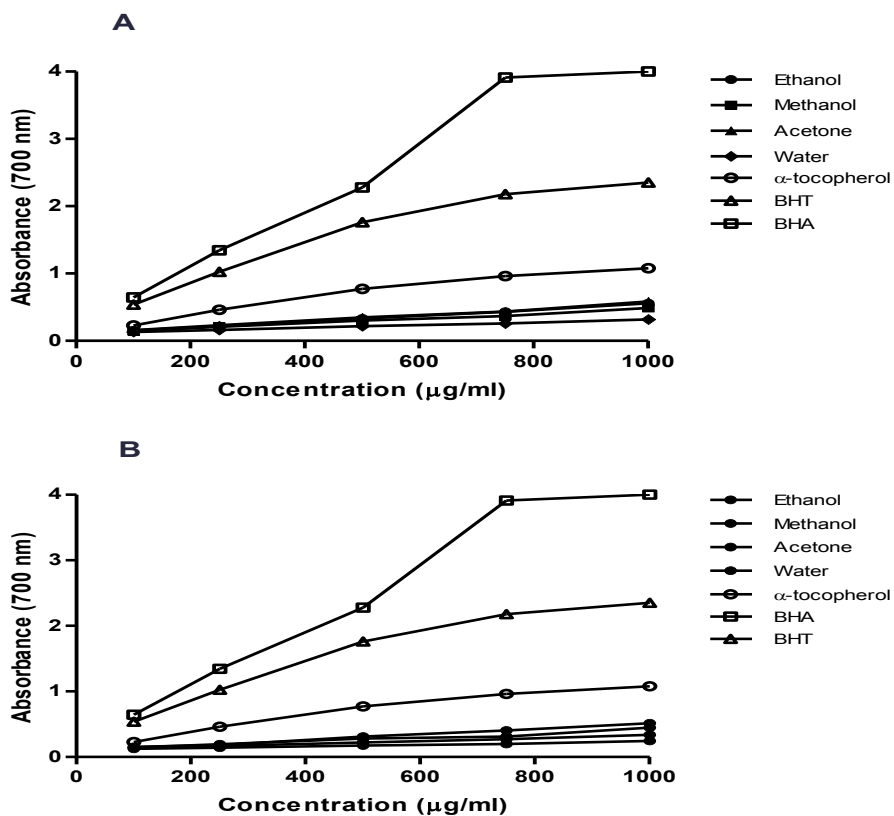 A
Absorbance (700 nm)
4
3
2
1
0
0 200 400 600 800 1000
Concentration (μg/ml)
Ethanol
Methanol
Acetone
Water
α-tocopherol
BHT
BHA
B
Absorbance (700 nm)
4
3
2
1
0
0 200 400 600 800 1000
Concentration (μg/ml)
Ethanol
Methanol
Acetone
Water
α-tocopherol
BHA
BHT